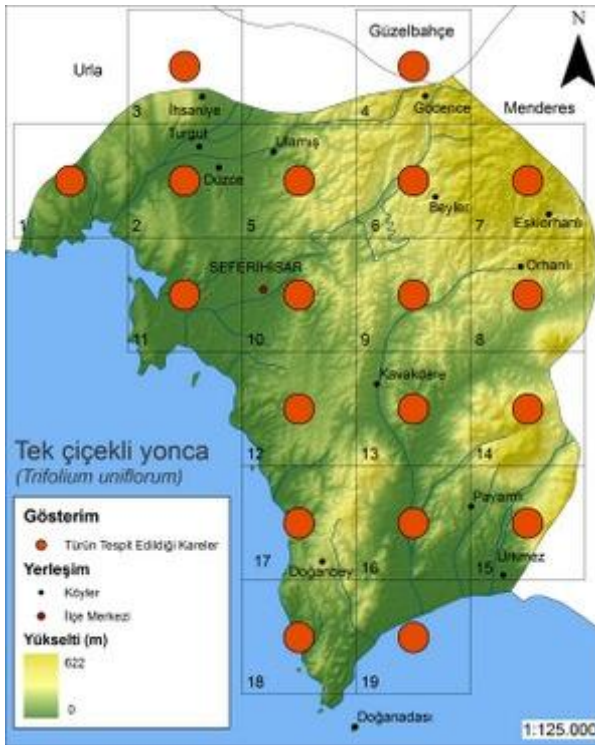 Güzelbahçe
N
Urla
3
4
İhsaniye
Gödence
Menderes
Turgut
Ulamış
Düzce
Beyler
1
2
5
6
7
Eskiorhanlı
SEFERİHİSAR
Orhanlı
11
10
9
8
Kavakdere
Tek çiçekli yonca
(Trifolium uniflorum)
12
13
14
Payamlı
Gösterim
Türün Tespit Edildiği Kareler
Yerleşim
Köyler
İlçe Merkezi
Yükselti (m)
622
0
17
Doğanbey
16
15
Ürkmez
18
19
Doğanadası
1:125.000